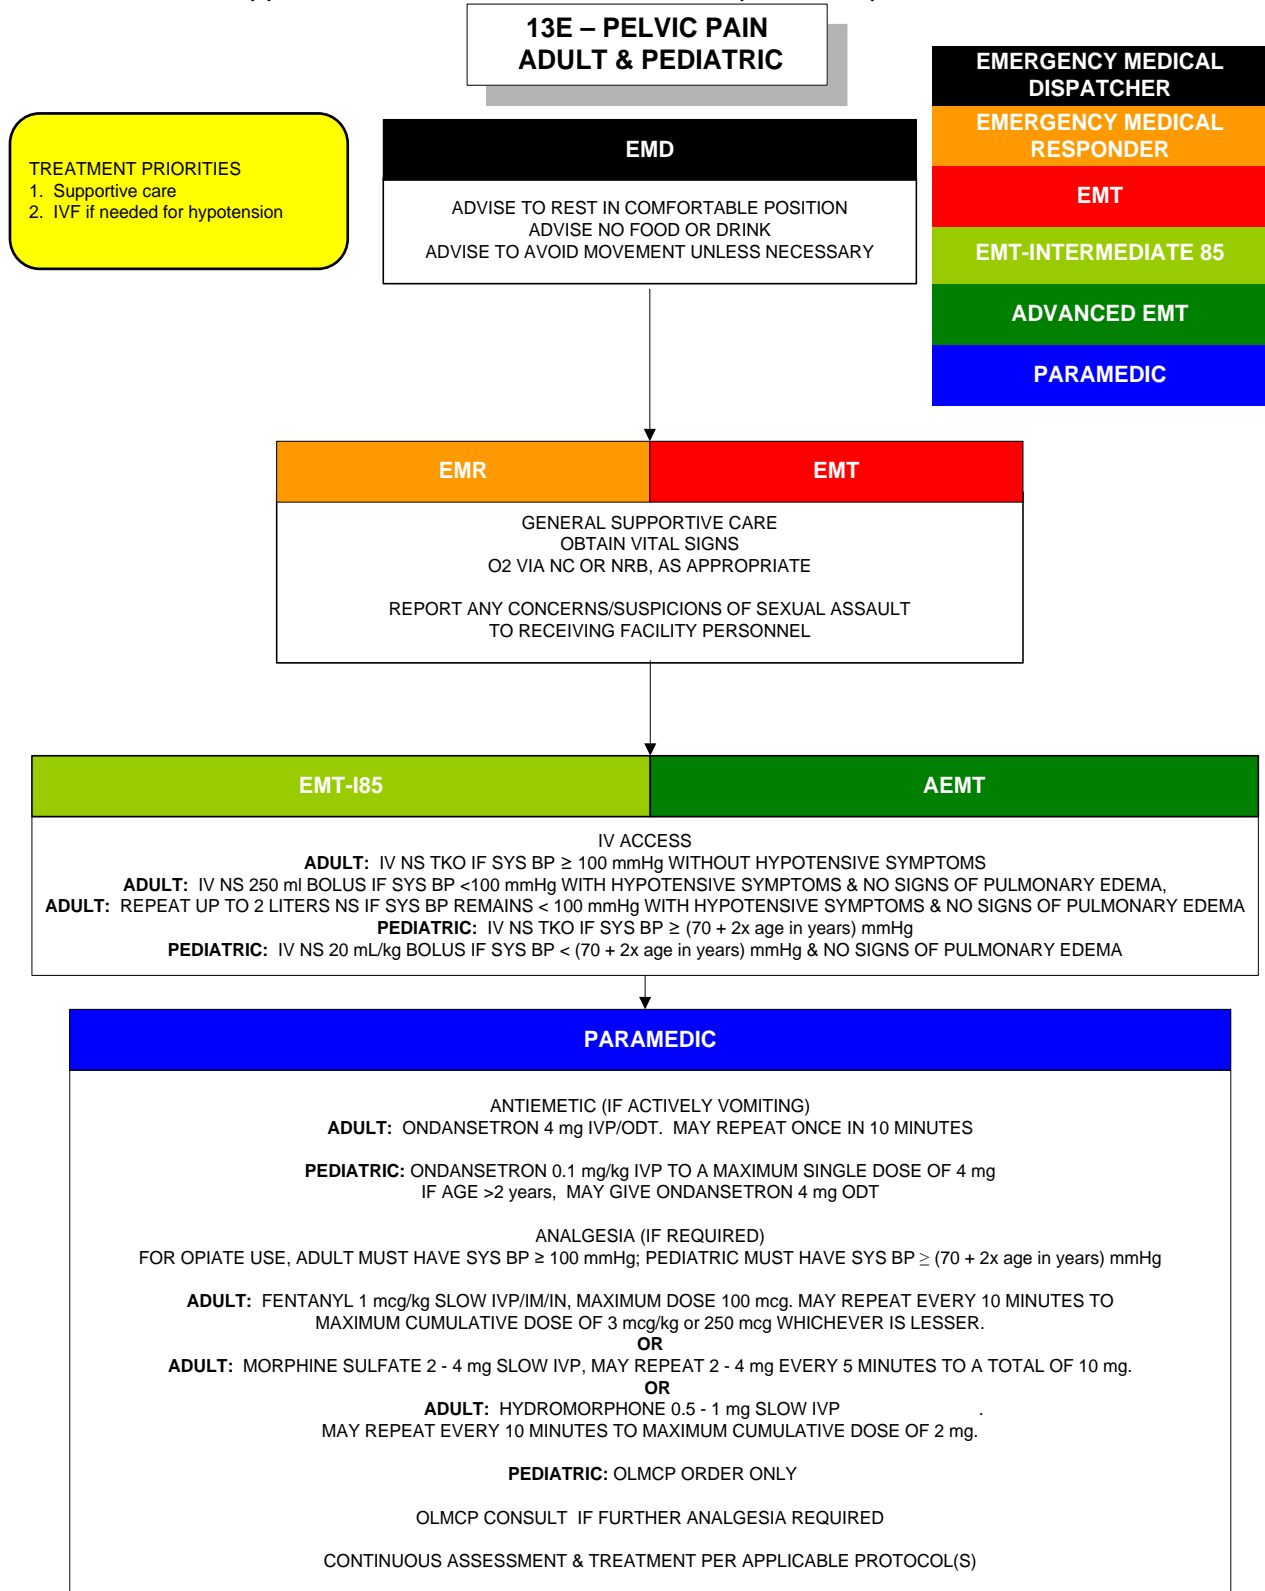 13E – PELVIC PAIN
ADULT & PEDIATRIC
EMERGENCY MEDICAL
DISPATCHER
EMERGENCY MEDICAL
RESPONDER
EMT
EMT-INTERMEDIATE 85
ADVANCED EMT
PARAMEDIC
TREATMENT PRIORITIES
1. Supportive care
2. IVF if needed for hypotension
EMD
ADVISE TO REST IN COMFORTABLE POSITION
ADVISE NO FOOD OR DRINK
ADVISE TO AVOID MOVEMENT UNLESS NECESSARY
EMR
EMT
GENERAL SUPPORTIVE CARE
OBTAIN VITAL SIGNS
O2 VIA NC OR NRB, AS APPROPRIATE
REPORT ANY CONCERNS/SUSPICIONS OF SEXUAL ASSAULT
TO RECEIVING FACILITY PERSONNEL
EMT-I85
AEMT
IV ACCESS
ADULT: IV NS TKO IF SYS BP ≥ 100 mmHg WITHOUT HYPOTENSIVE SYMPTOMS
ADULT: IV NS 250 ml BOLUS IF SYS BP <100 mmHg WITH HYPOTENSIVE SYMPTOMS & NO SIGNS OF PULMONARY EDEMA,
ADULT: REPEAT UP TO 2 LITERS NS IF SYS BP REMAINS < 100 mmHg WITH HYPOTENSIVE SYMPTOMS & NO SIGNS OF PULMONARY EDEMA
PEDIATRIC: IV NS TKO IF SYS BP ≥ (70 + 2x age in years) mmHg
PEDIATRIC: IV NS 20 mL/kg BOLUS IF SYS BP < (70 + 2x age in years) mmHg & NO SIGNS OF PULMONARY EDEMA
PARAMEDIC
ANTIEMETIC (IF ACTIVELY VOMITING)
ADULT: ONDANSETRON 4 mg IVP/ODT. MAY REPEAT ONCE IN 10 MINUTES
PEDIATRIC: ONDANSETRON 0.1 mg/kg IVP TO A MAXIMUM SINGLE DOSE OF 4 mg
IF AGE >2 years, MAY GIVE ONDANSETRON 4 mg ODT
ANALGESIA (IF REQUIRED)
FOR OPIATE USE, ADULT MUST HAVE SYS BP ≥ 100 mmHg; PEDIATRIC MUST HAVE SYS BP ≥ (70 + 2x age in years) mmHg
ADULT: FENTANYL 1 mcg/kg SLOW IVP/IM/IN, MAXIMUM DOSE 100 mcg. MAY REPEAT EVERY 10 MINUTES TO
MAXIMUM CUMULATIVE DOSE OF 3 mcg/kg or 250 mcg WHICHEVER IS LESSER.
OR
ADULT: MORPHINE SULFATE 2 - 4 mg SLOW IVP, MAY REPEAT 2 - 4 mg EVERY 5 MINUTES TO A TOTAL OF 10 mg.
OR
ADULT: HYDROMORPHONE 0.5 - 1 mg SLOW IVP .
MAY REPEAT EVERY 10 MINUTES TO MAXIMUM CUMULATIVE DOSE OF 2 mg.
PEDIATRIC: OLMCP ORDER ONLY
OLMCP CONSULT IF FURTHER ANALGESIA REQUIRED
CONTINUOUS ASSESSMENT & TREATMENT PER APPLICABLE PROTOCOL(S)